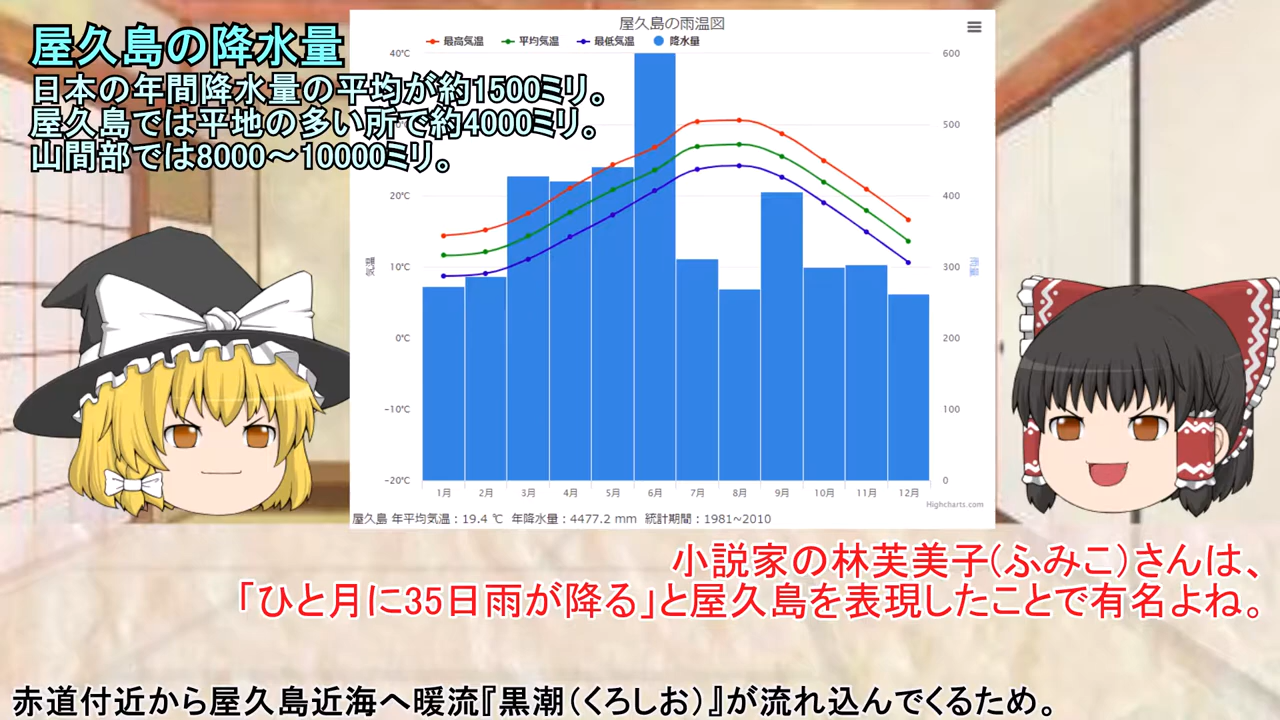 屋久島の降水量
日本の年間降水量の平均が約1500ミリ。
屋久島では平地の多い所で約4000ミリ。
山間部では8000～10000ミリ。
屋久島の雨温図
最高気温 平均気温 最低気温 降水量
40℃
20℃
10℃
0℃
-10℃
-20℃
気温
600
500
400
300
200
100
0
雨量
1月 2月 3月 4月 5月 6月 7月 8月 9月 10月 11月 12月
Highcharts.com
屋久島 年平均気温：19.4 ℃ 年降水量：4477.2 mm 統計期間：1981~2010
小説家の林芙美子(ふみこ)さんは、
「ひと月に35日雨が降る」と屋久島を表現したことで有名よね。
赤道付近から屋久島近海へ暖流『黒潮(くろしお)』が流れ込んでくるため。